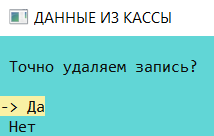 ДАННЫЕ ИЗ КАССЫ
Точно удаляем запись?
-> Да
Нет